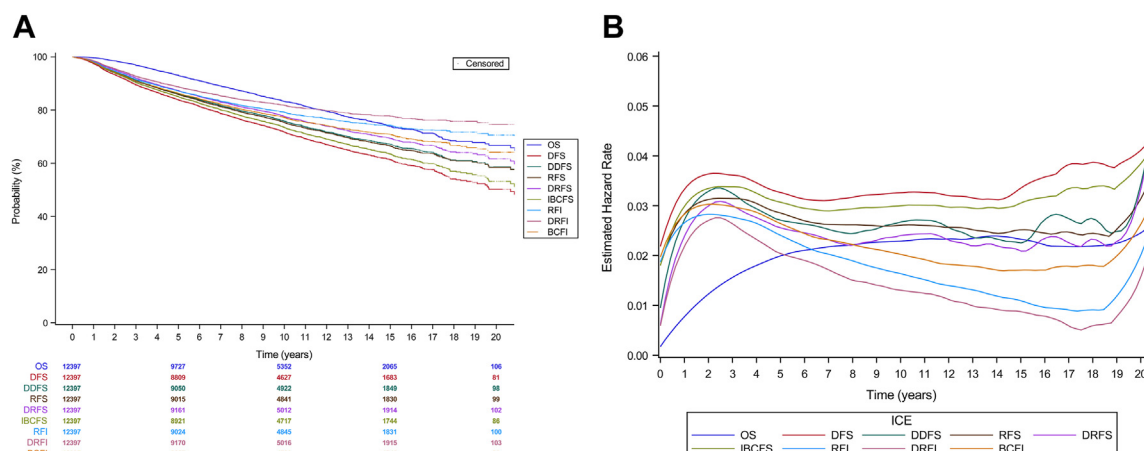 A
Probability (%)
100
80
60
40
20
0
Censored
OS
DFS
DDFS
RFS
DRFS
IBCFS
RFI
DRFI
BCFI
0 1 2 3 4 5 6 7 8 9 10 11 12 13 14 15 16 17 18 19 20
Time (years)
OS 12397 9727 5352 2065 106
DFS 12397 8809 4627 1683 81
DDFS 12397 9050 4922 1849 98
RFS 12397 9015 4841 1830 99
DRFS 12397 9161 5012 1914 102
IBCFS 12397 8921 4717 1744 86
RFI 12397 9024 4845 1831 100
DRFI 12397 9170 5016 1915 103
B
Estimated Hazard Rate
0.06
0.05
0.04
0.03
0.02
0.01
0.00
0 1 2 3 4 5 6 7 8 9 10 11 12 13 14 15 16 17 18 19 20
Time (years)
ICE
OS DFS DDFS RFS DRFS
IBCFS RFI DRFI BCFI